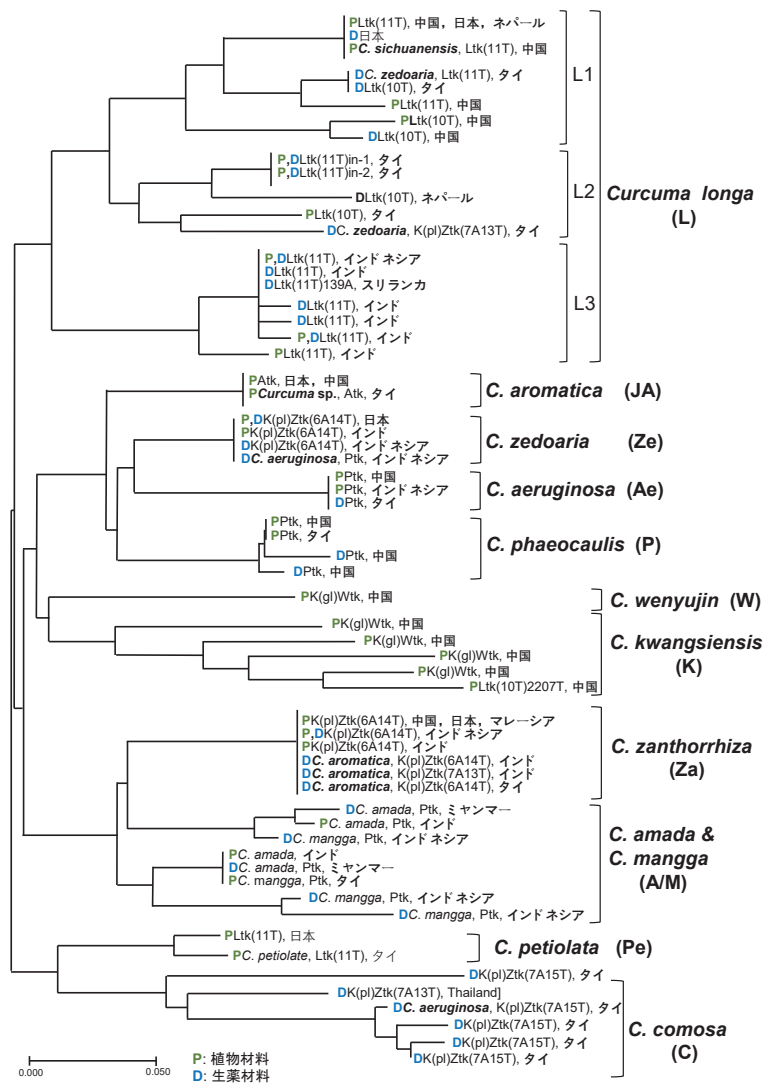 PLtk(11T), 中国，日本，ネパール
D日本
PC. sichuanensis, Ltk(11T), 中国
DC. zedoaria, Ltk(11T), タイ
DLtk(10T), タイ
PLtk(11T), 中国
PLtk(10T), 中国
DLtk(10T), 中国
L1
P,DLtk(11T)in-1, タイ
P,DLtk(11T)in-2, タイ
DLtk(10T), ネパール
PLtk(10T), タイ
DC. zedoaria, K(pl)Ztk(7A13T), タイ
L2
Curcuma longa
(L)
P,DLtk(11T), インドネシア
DLtk(11T), インド
DLtk(11T)139A, スリランカ
DLtk(11T), インド
DLtk(11T), インド
P,DLtk(11T), インド
PLtk(11T), インド
L3
PAtk, 日本，中国
PCurcuma sp., Atk, タイ
C. aromatica (JA)
P,DK(pl)Ztk(6A14T), 日本
PK(pl)Ztk(6A14T), インド
DK(pl)Ztk(6A14T), インドネシア
DC. aeruginosa, Ptk, インドネシア
C. zedoaria (Ze)
PPtk, 中国
PPtk, インドネシア
DPtk, タイ
C. aeruginosa (Ae)
PPtk, 中国
PPtk, タイ
DPtk, 中国
DPtk, 中国
C. phaeocaulis (P)
PK(gl)Wtk, 中国
C. wenyujin (W)
PK(gl)Wtk, 中国
PK(gl)Wtk, 中国
PK(gl)Wtk, 中国
PK(gl)Wtk, 中国
PLtk(10T)2207T, 中国
C. kwangsiensis
(K)
PK(pl)Ztk(6A14T), 中国，日本，マレーシア
P,DK(pl)Ztk(6A14T), インドネシア
PK(pl)Ztk(6A14T), インド
DC. aromatica, K(pl)Ztk(6A14T), インド
DC. aromatica, K(pl)Ztk(7A13T), インド
DC. aromatica, K(pl)Ztk(6A14T), タイ
C. zanthorrhiza
(Za)
DC. amada, Ptk, ミャンマー
PC. amada, Ptk, インド
DC. mangga, Ptk, インドネシア
PC. amada, インド
DC. amada, Ptk, ミャンマー
PC. mangga, Ptk, タイ
DC. mangga, Ptk, インドネシア
DC. mangga, Ptk, インドネシア
C. amada &
C. mangga
(A/M)
PLtk(11T), 日本
PC. petiolate, Ltk(11T), タイ
C. petiolata (Pe)
DK(pl)Ztk(7A15T), タイ
DK(pl)Ztk(7A13T), Thailand]
DC. aeruginosa, K(pl)Ztk(7A15T), タイ
DK(pl)Ztk(7A15T), タイ
DK(pl)Ztk(7A15T), タイ
DK(pl)Ztk(7A15T), タイ
C. comosa
(C)
0.000 0.050
P: 植物材料
D: 生薬材料